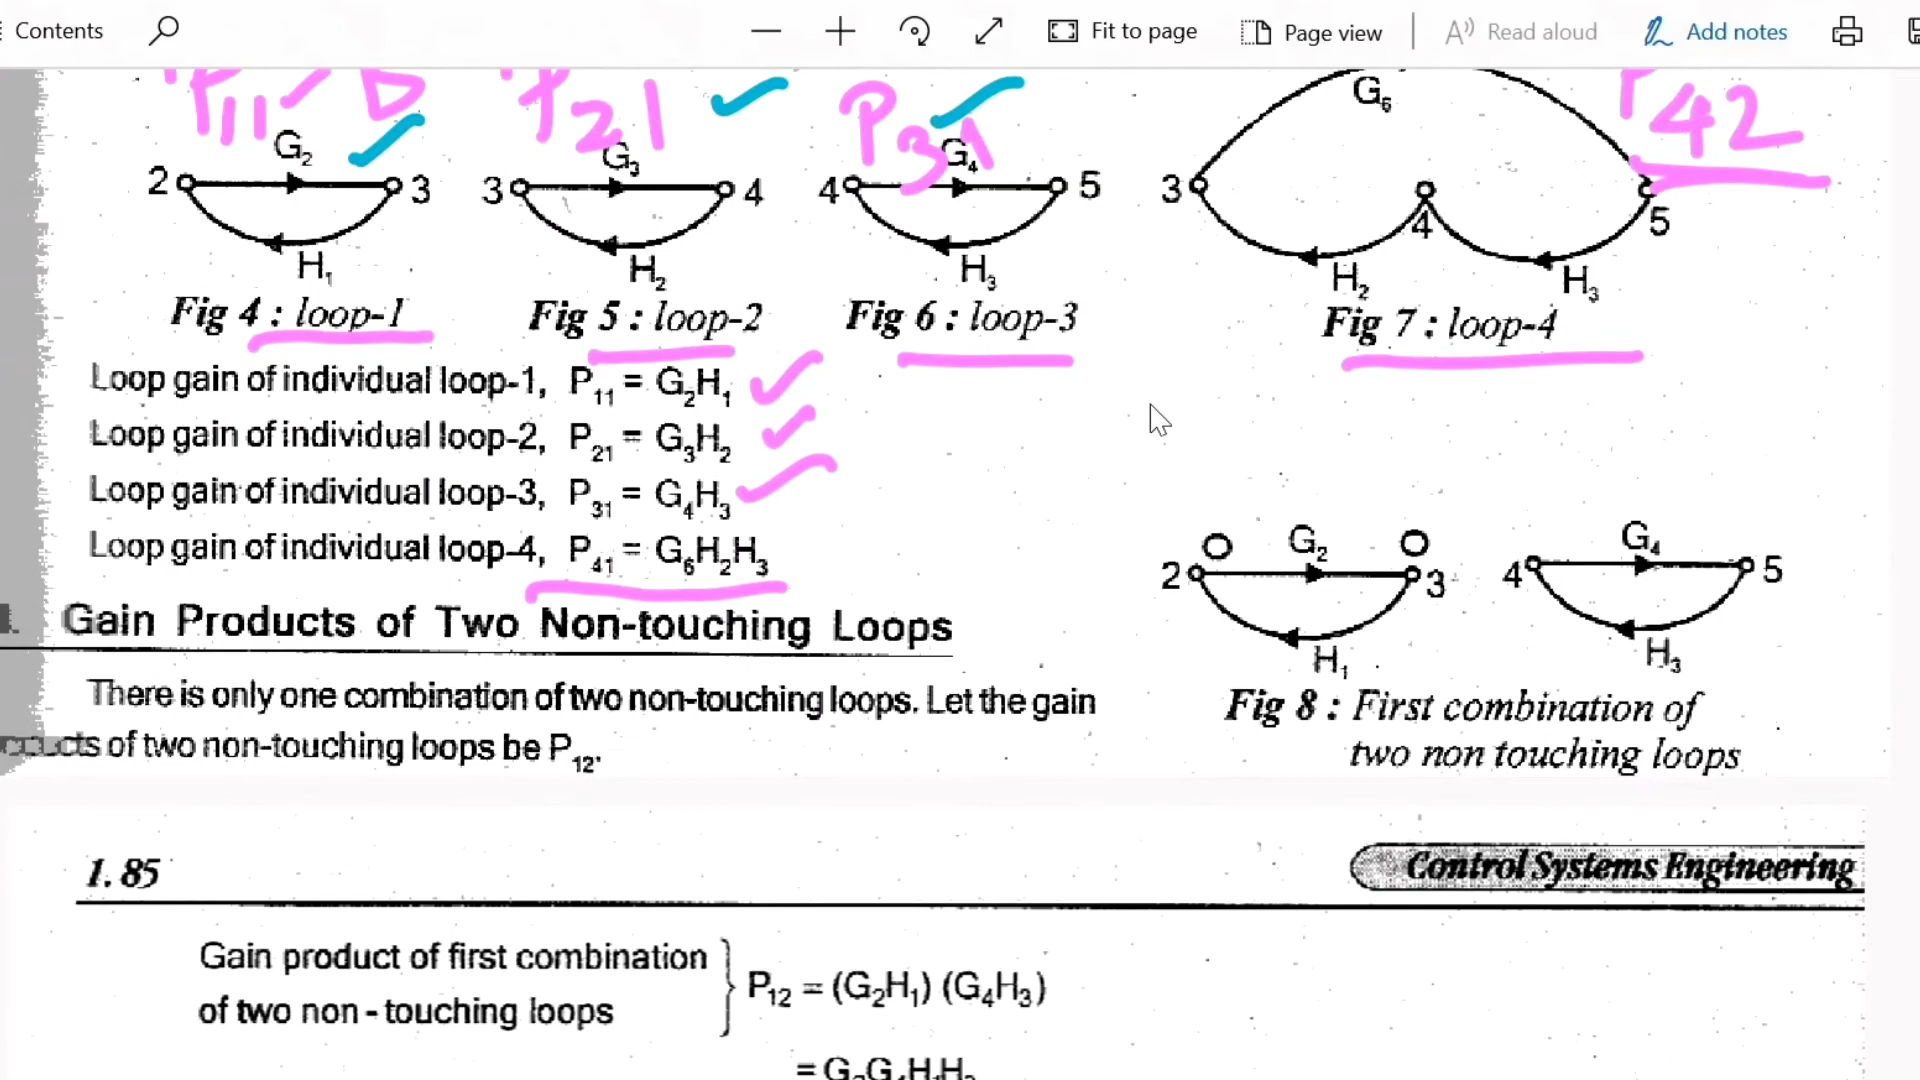 Contents
Fit to page
Page view
Read aloud
Add notes
P11
P21
P31
42
G₂
G₃
G₄
G₆
2 3
3 4
4 5
3 4 5
H₁
H₂
H₃
H₂ H₃
Fig 4 : loop-1
Fig 5 : loop-2
Fig 6 : loop-3
Fig 7 : loop-4
Loop gain of individual loop-1, P₁₁ = G₂H₁
Loop gain of individual loop-2, P₂₁ = G₃H₂
Loop gain of individual loop-3, P₃₁ = G₄H₃
Loop gain of individual loop-4, P₄₁ = G₆H₂H₃
Gain Products of Two Non-touching Loops
There is only one combination of two non-touching loops. Let the gain
of two non-touching loops be P₁₂.
G₂
G₄
2 3
4 5
H₁
H₃
Fig 8 : First combination of
two non touching loops
1.85
Control Systems Engineering
Gain product of first combination
of two non - touching loops
P₁₂ = (G₂H₁) (G₄H₃)